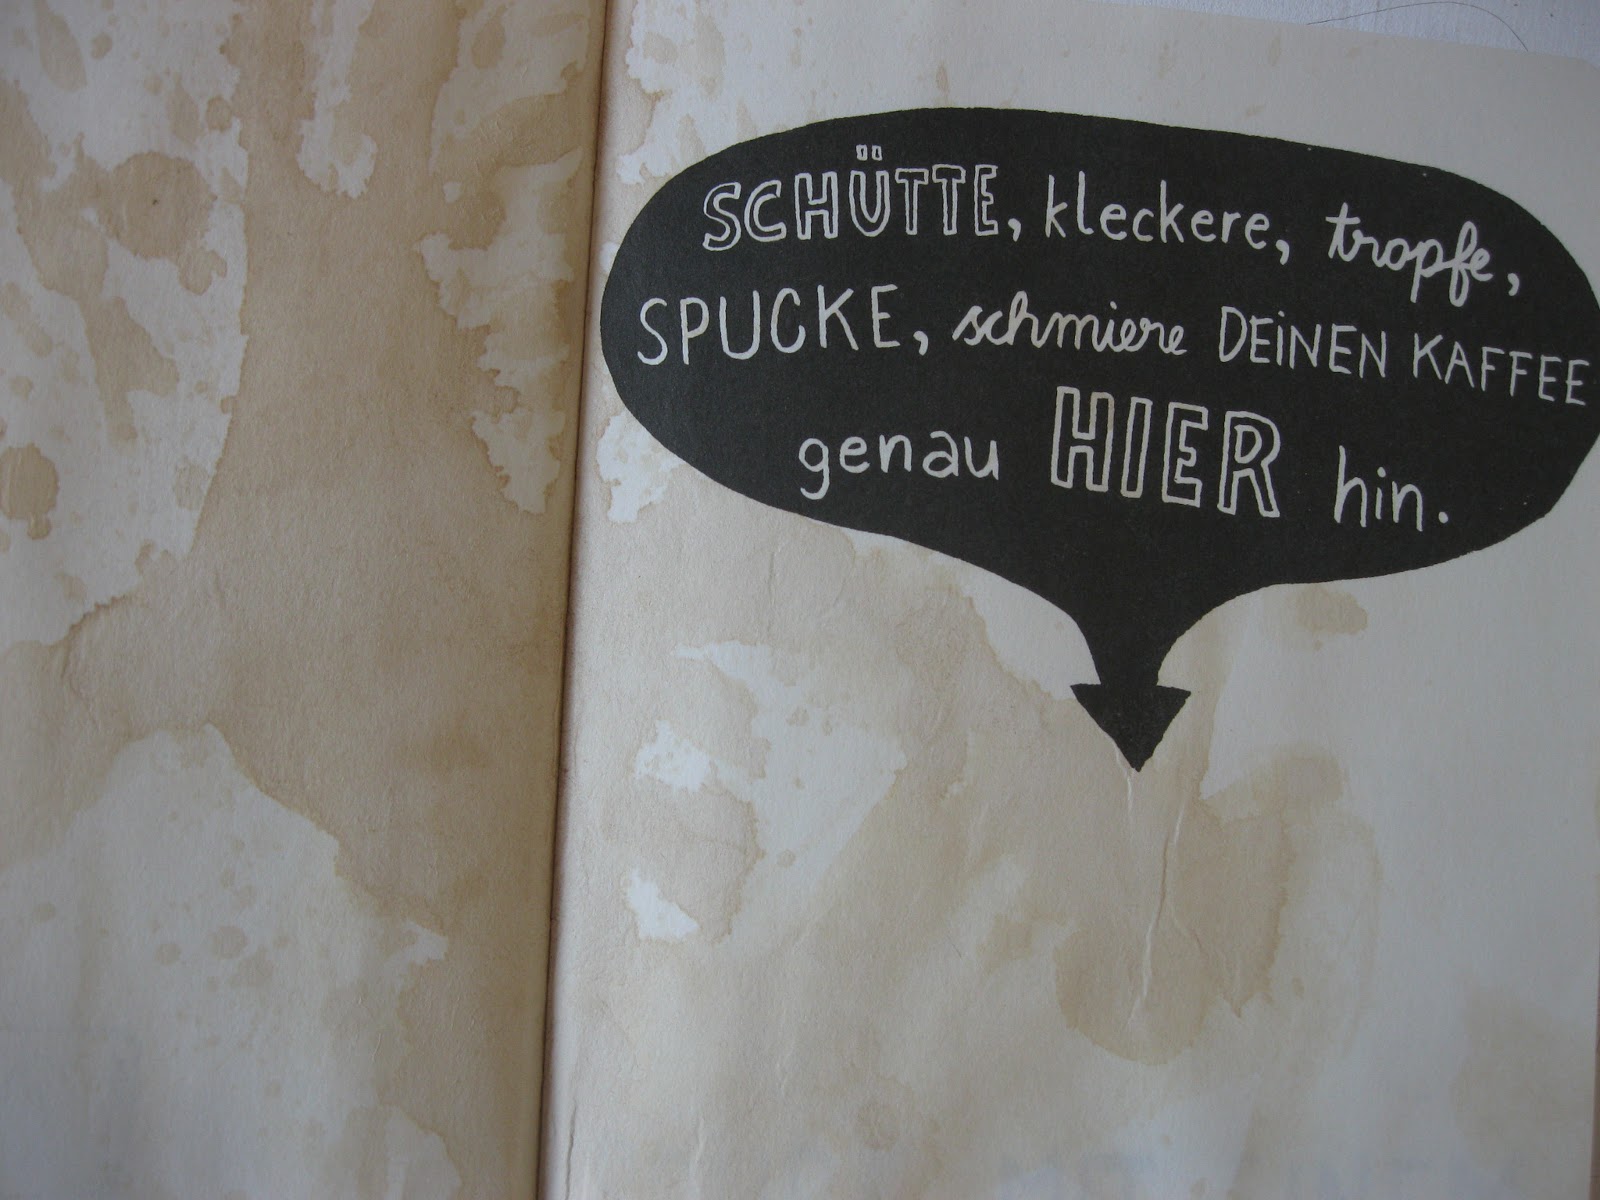 SCHÜTTE, kleckere, tropfe,
SPUCKE, schmiere DEINEN KAFFEE
genau HIER hin.